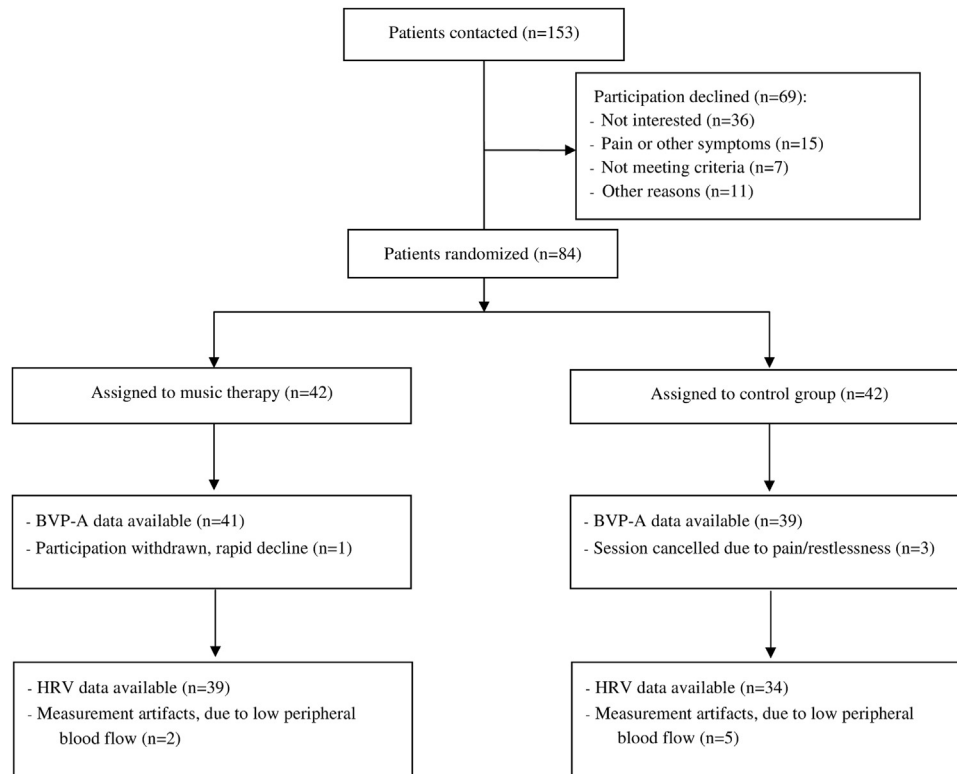 Patients contacted (n=153)
Participation declined (n=69):
- Not interested (n=36)
- Pain or other symptoms (n=15)
- Not meeting criteria (n=7)
- Other reasons (n=11)
Patients randomized (n=84)
Assigned to music therapy (n=42)
Assigned to control group (n=42)
- BVP-A data available (n=41)
- Participation withdrawn, rapid decline (n=1)
- BVP-A data available (n=39)
- Session cancelled due to pain/restlessness (n=3)
- HRV data available (n=39)
- Measurement artifacts, due to low peripheral
blood flow (n=2)
- HRV data available (n=34)
- Measurement artifacts, due to low peripheral
blood flow (n=5)